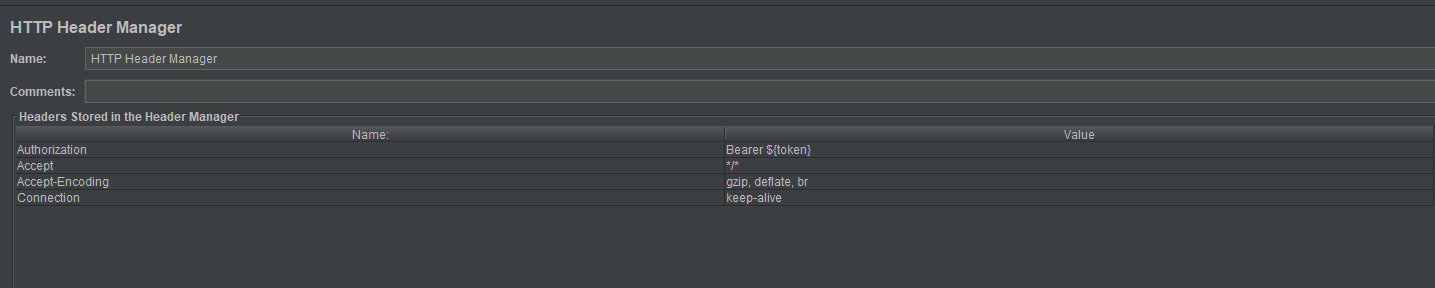 HTTP Header Manager
Name: HTTP Header Manager
Comments:
Headers Stored in the Header Manager
Name: Value
Authorization Bearer ${token}
Accept */*
Accept-Encoding gzip, deflate, br
Connection keep-alive